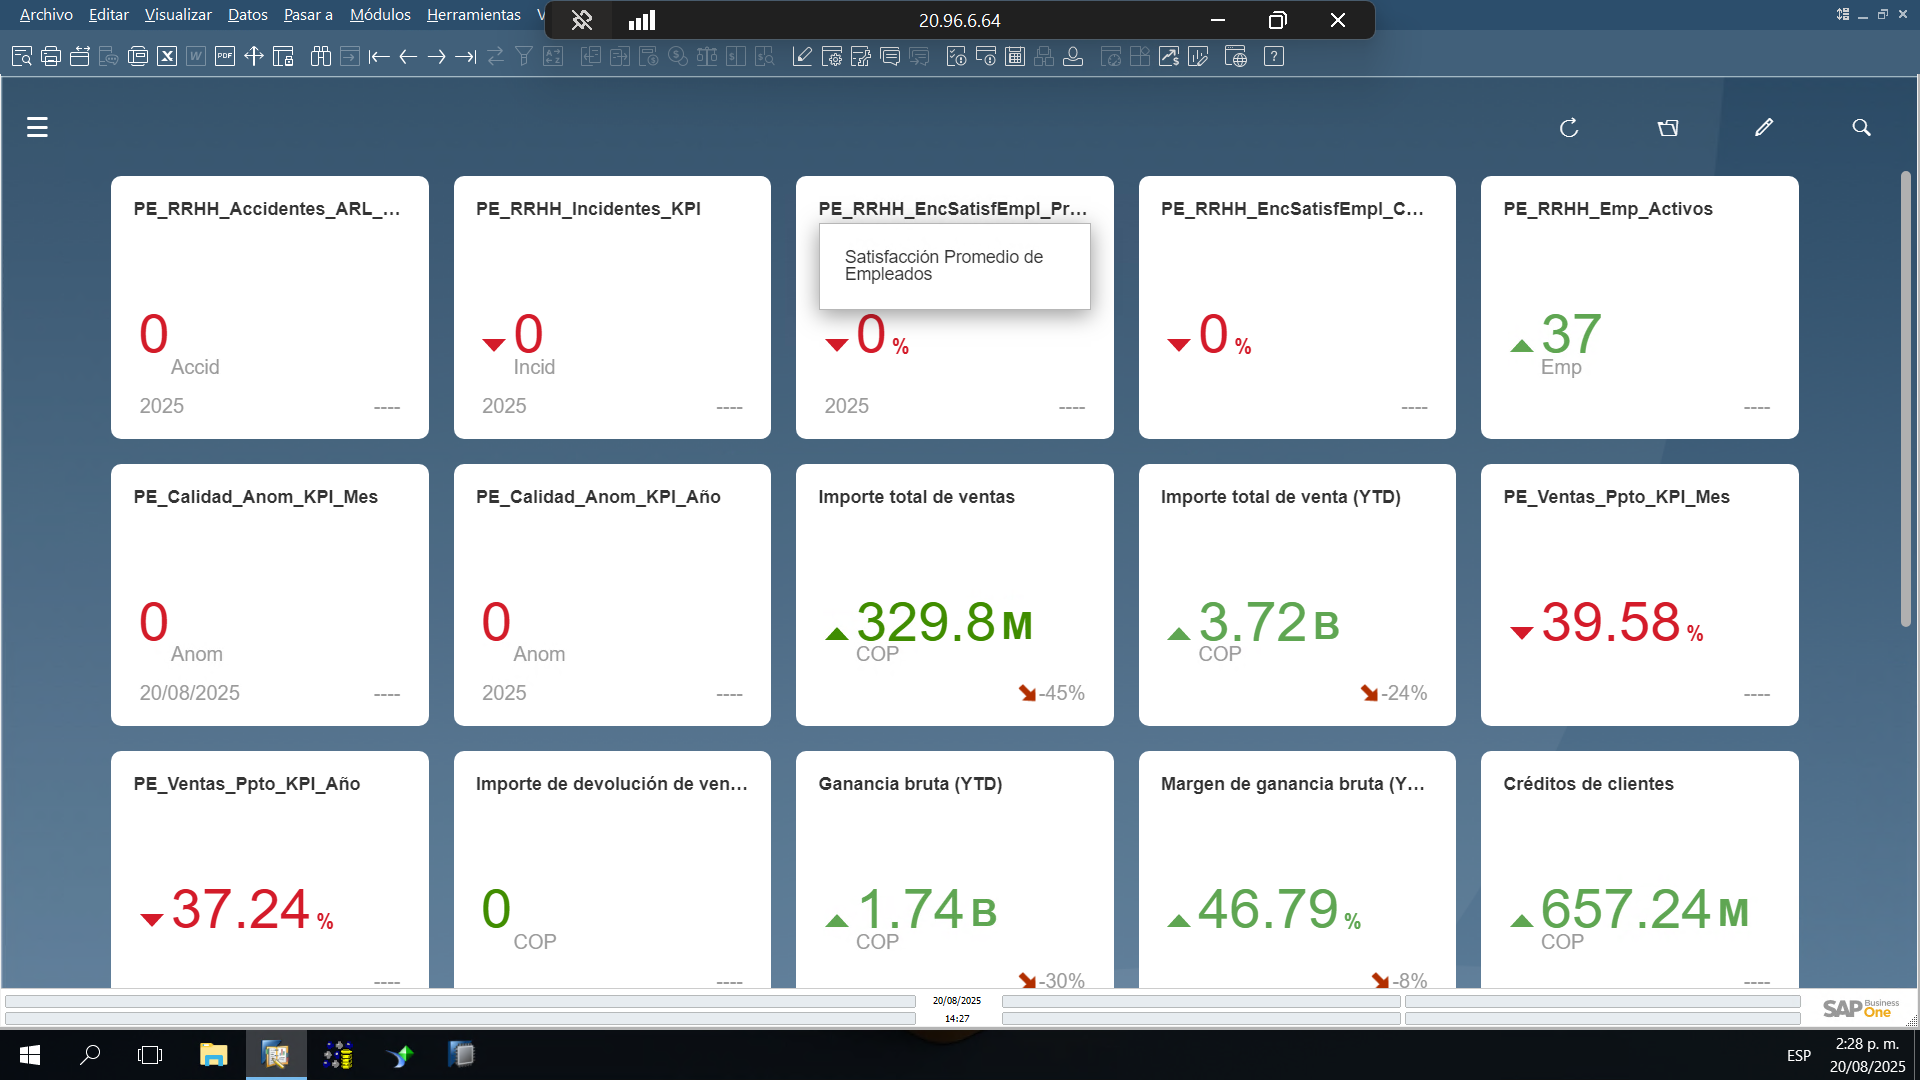 Archivo Editar Visualizar Datos Pasar a Módulos Herramientas V
20.96.6.64
PE_RRHH_Accidentes_ARL_...
0
Accid
2025 ----
PE_RRHH_Incidentes_KPI
0
Incid
2025 ----
PE_RRHH_EncSatisfEmpl_Pr...
Satisfacción Promedio de
Empleados
0 %
2025 ----
PE_RRHH_EncSatisfEmpl_C...
0 %
----
PE_RRHH_Emp_Activos
37
Emp
----
PE_Calidad_Anom_KPI_Mes
0
Anom
20/08/2025 ----
PE_Calidad_Anom_KPI_Año
0
Anom
2025 ----
Importe total de ventas
329.8 M
COP
-45%
Importe total de venta (YTD)
3.72 B
COP
-24%
PE_Ventas_Ppto_KPI_Mes
39.58 %
----
PE_Ventas_Ppto_KPI_Año
37.24 %
----
Importe de devolución de ven...
0
COP
----
Ganancia bruta (YTD)
1.74 B
COP
-30%
Margen de ganancia bruta (Y...
46.79 %
-8%
Créditos de clientes
657.24 M
COP
----
20/08/2025
14:27
SAP Business One
ESP
2:28 p. m.
20/08/2025